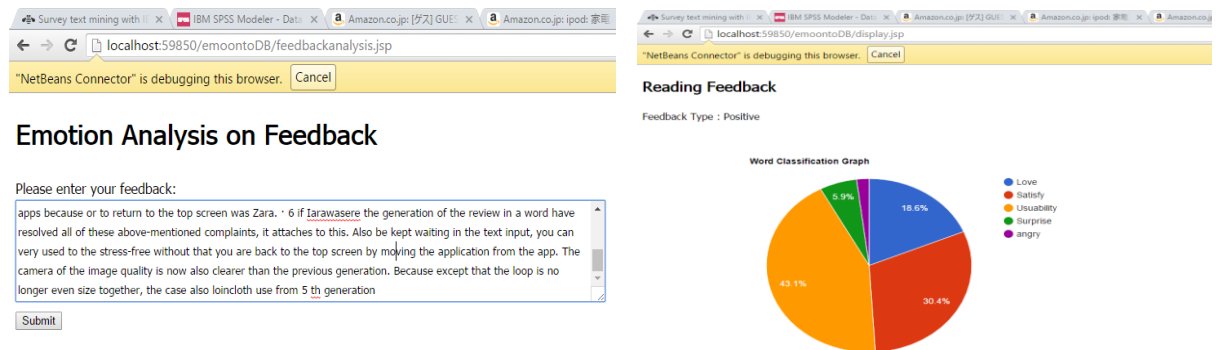 Survey text mining with I
IBM SPSS Modeler - Data
Amazon.co.jp: [ゲス] GUES
Amazon.co.jp: ipod: 家電
localhost:59850/emoontoDB/feedbackanalysis.jsp
"NetBeans Connector" is debugging this browser. Cancel
Emotion Analysis on Feedback
Please enter your feedback:
apps because or to return to the top screen was Zara. · 6 if Iarawasere the generation of the review in a word have
resolved all of these above-mentioned complaints, it attaches to this. Also be kept waiting in the text input, you can
very used to the stress-free without that you are back to the top screen by moving the application from the app. The
camera of the image quality is now also clearer than the previous generation. Because except that the loop is no
longer even size together, the case also loincloth use from 5 th generation
Submit
Survey text mining with
IBM SPSS Modeler - Data
Amazon.co.jp: [ゲス] GUE
Amazon.co.jp: ipod: 家電
Amazon.co.jp
localhost:59850/emoontoDB/display.jsp
"NetBeans Connector" is debugging this browser. Cancel
Reading Feedback
Feedback Type : Positive
Word Classification Graph
Love
Satisfy
Usuability
Surprise
angry
5.9%
18.6%
43.1%
30.4%